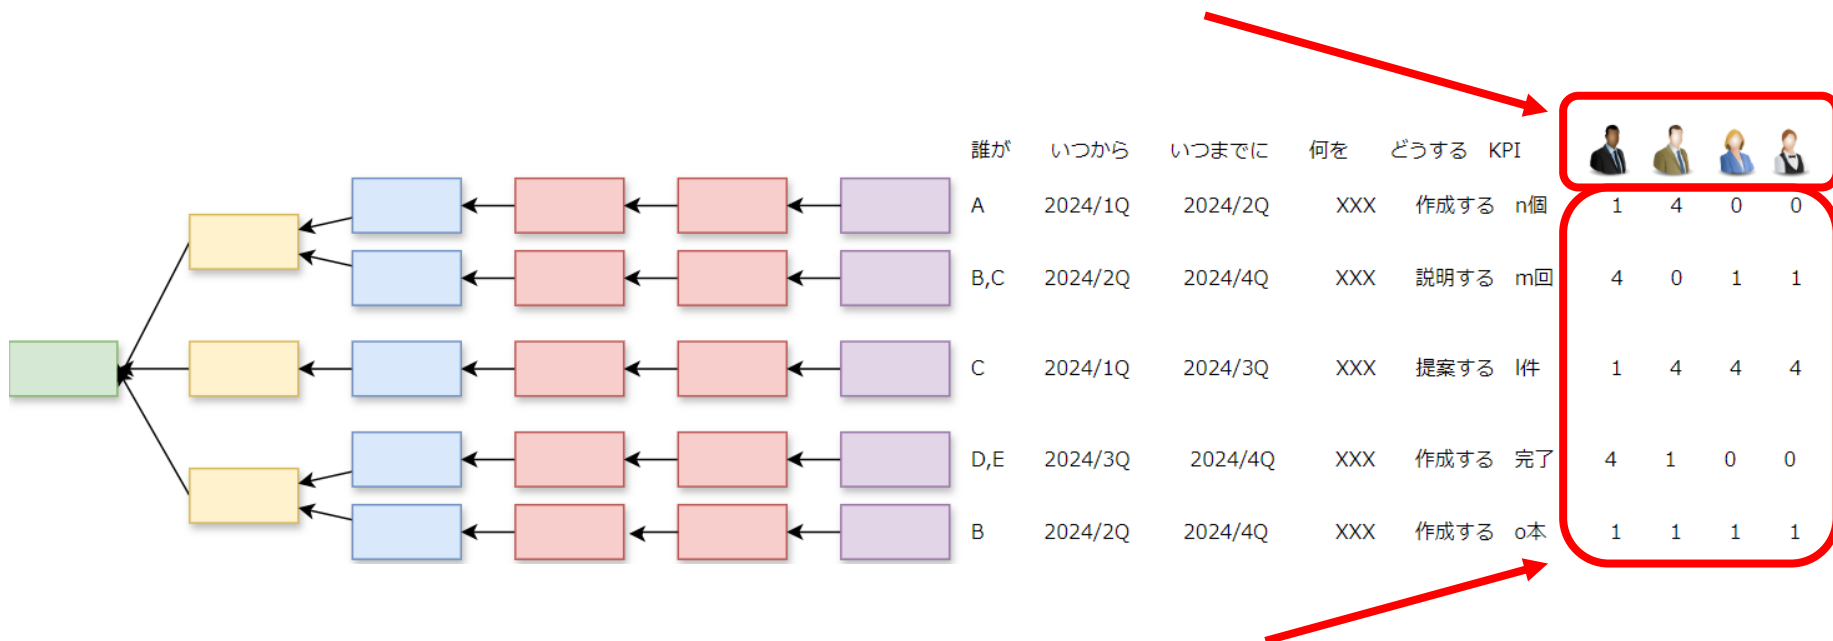 誰が いつから いつまでに 何を どうする KPI
A 2024/1Q 2024/2Q XXX 作成する n個 1 4 0 0
B,C 2024/2Q 2024/4Q XXX 説明する m回 4 0 1 1
C 2024/1Q 2024/3Q XXX 提案する l件 1 4 4 4
D,E 2024/3Q 2024/4Q XXX 作成する 完了 4 1 0 0
B 2024/2Q 2024/4Q XXX 作成する o本 1 1 1 1